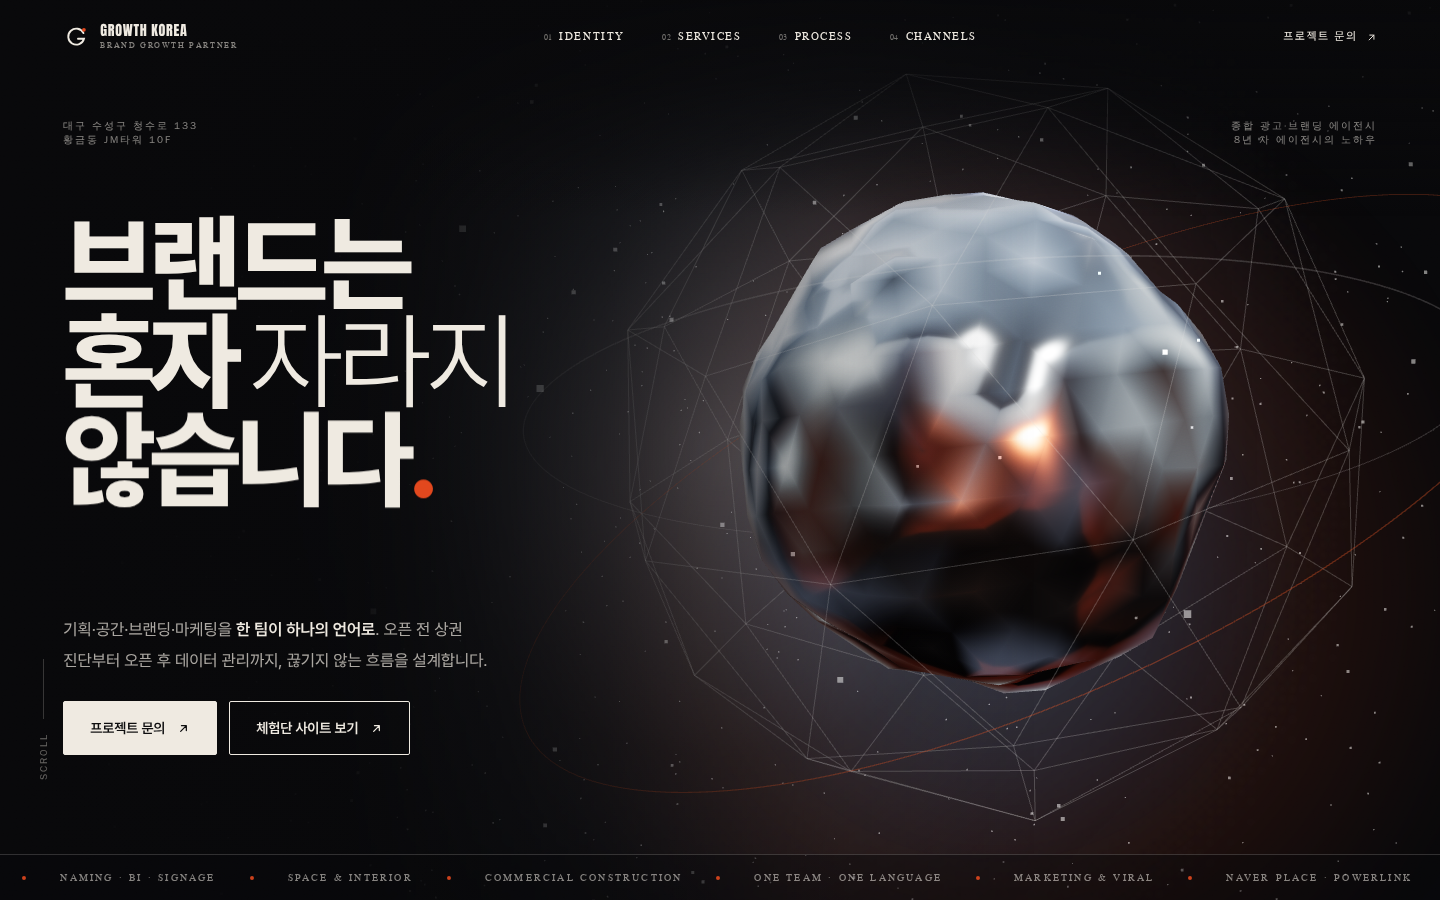 GROWTH KOREA
BRAND GROWTH PARTNER
01 IDENTITY
02 SERVICES
03 PROCESS
04 CHANNELS
프로젝트 문의
대구 수성구 청수로 133
황금동 JM타워 10F
종합 광고·브랜딩 에이전시
8년 차 에이전시의 노하우
브랜드는
혼자 자라지
않습니다.
기획·공간·브랜딩·마케팅을 한 팀이 하나의 언어로. 오픈 전 상권
진단부터 오픈 후 데이터 관리까지, 끊기지 않는 흐름을 설계합니다.
프로젝트 문의
체험단 사이트 보기
SCROLL
NAMING · BI · SIGNAGE
SPACE & INTERIOR
COMMERCIAL CONSTRUCTION
ONE TEAM · ONE LANGUAGE
MARKETING & VIRAL
NAVER PLACE · POWERLINK